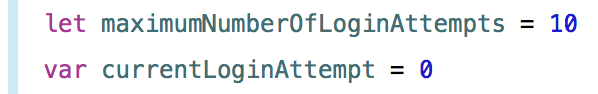 let maximumNumberOfLoginAttempts = 10
var currentLoginAttempt = 0